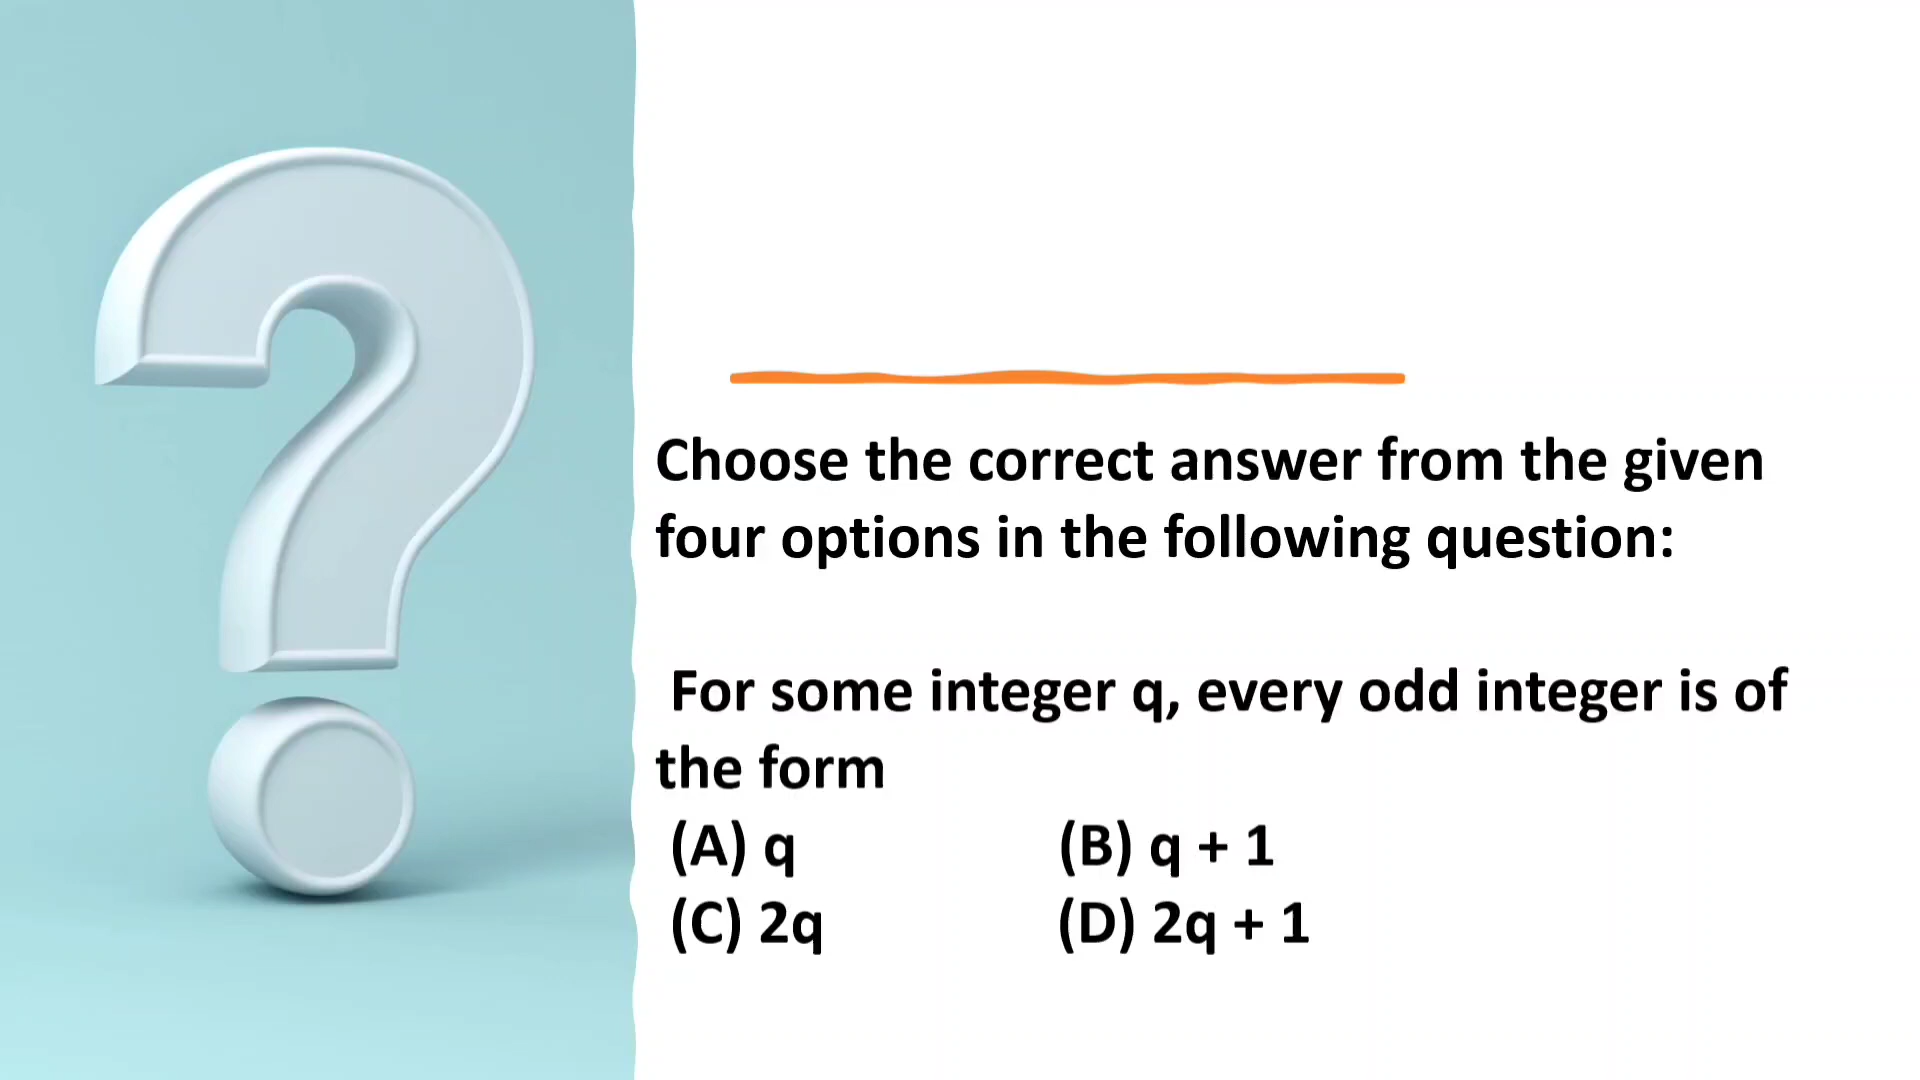 Choose the correct answer from the given
four options in the following question:
For some integer q, every odd integer is of
the form
(A) q (B) q + 1
(C) 2q (D) 2q + 1